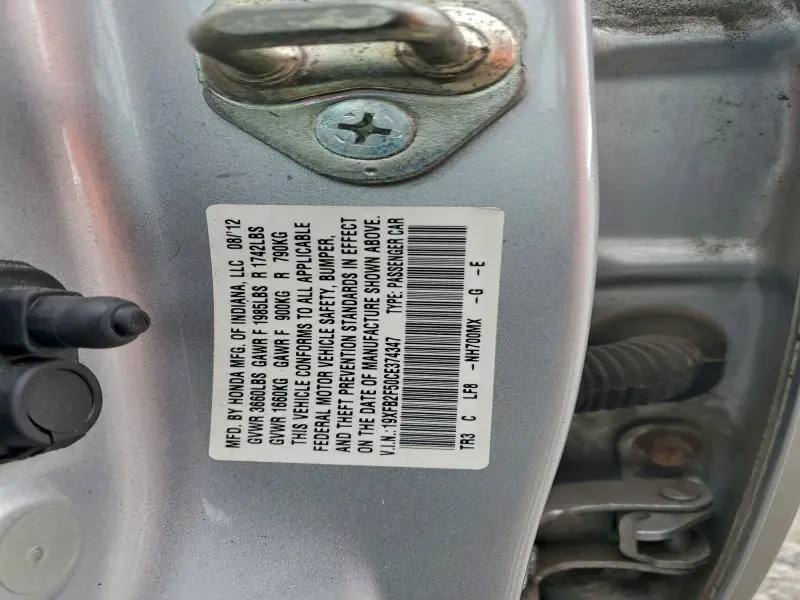 MFD. BY HONDA MFG. OF INDIANA, LLC 08/'12
GVWR 3660LBS GAWR F 1985LBS R 1742LBS
GVWR 1660KG GAWR F 900KG R 790KG
THIS VEHICLE CONFORMS TO ALL APPLICABLE
FEDERAL MOTOR VEHICLE SAFETY, BUMPER,
AND THEFT PREVENTION STANDARDS IN EFFECT
ON THE DATE OF MANUFACTURE SHOWN ABOVE.
V.I.N.:19XFB2F50CE374347 TYPE: PASSENGER CAR
TR3 C LF8 -NH700MX -G -E